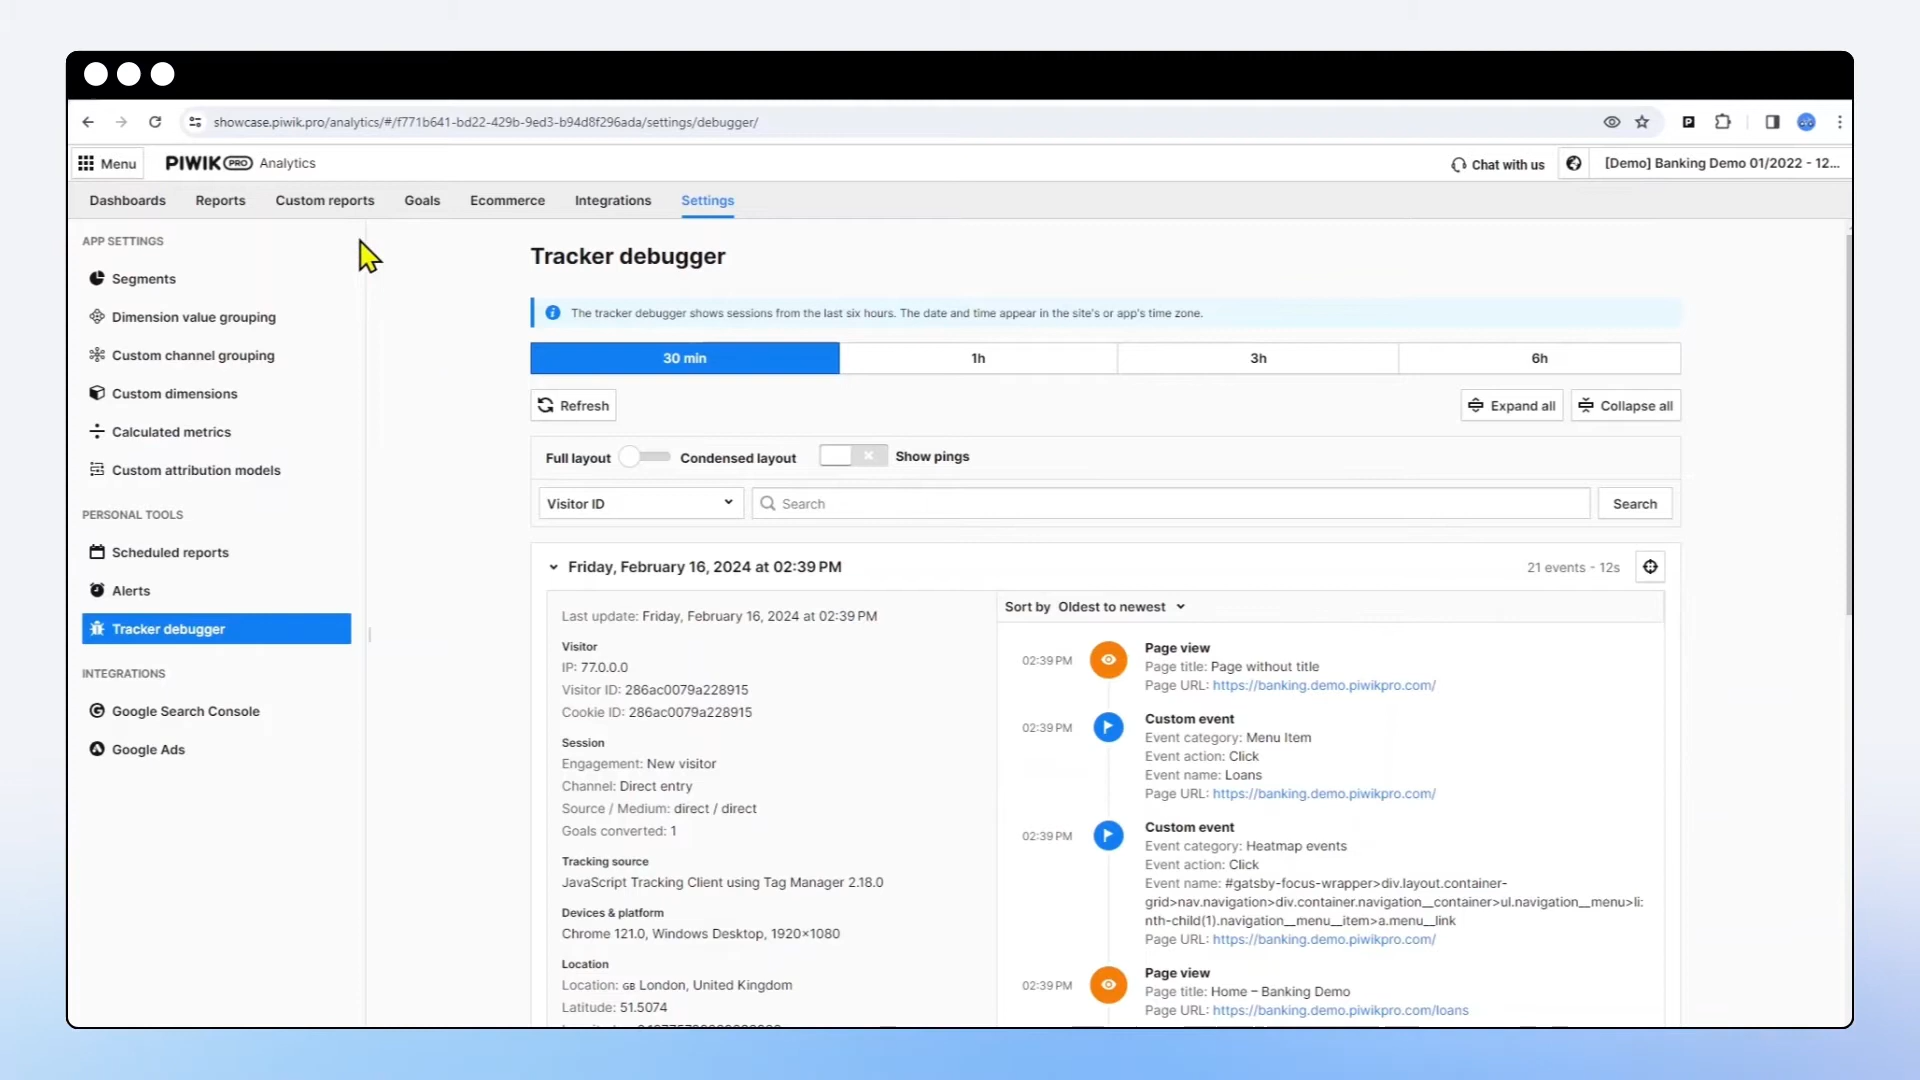 showcase.piwik.pro/analytics/#/f771b641-bd22-429b-9ed3-b94d8f296ada/settings/debugger/
Menu PIWIK PRO Analytics Chat with us [Demo] Banking Demo 01/2022 - 12...
Dashboards Reports Custom reports Goals Ecommerce Integrations Settings
APP SETTINGS
Segments
Dimension value grouping
Custom channel grouping
Custom dimensions
Calculated metrics
Custom attribution models
PERSONAL TOOLS
Scheduled reports
Alerts
Tracker debugger
INTEGRATIONS
Google Search Console
Google Ads
Tracker debugger
The tracker debugger shows sessions from the last six hours. The date and time appear in the site's or app's time zone.
30 min 1h 3h 6h
Refresh Expand all Collapse all
Full layout Condensed layout Show pings
Visitor ID Search Search
Friday, February 16, 2024 at 02:39 PM 21 events - 12s
Last update: Friday, February 16, 2024 at 02:39 PM
Visitor
IP: 77.0.0.0
Visitor ID: 286ac0079a228915
Cookie ID: 286ac0079a228915
Session
Engagement: New visitor
Channel: Direct entry
Source / Medium: direct / direct
Goals converted: 1
Tracking source
JavaScript Tracking Client using Tag Manager 2.18.0
Devices & platform
Chrome 121.0, Windows Desktop, 1920×1080
Location
Location: GB London, United Kingdom
Latitude: 51.5074
Sort by Oldest to newest
02:39 PM Page view
Page title: Page without title
Page URL: https://banking.demo.piwikpro.com/
02:39 PM Custom event
Event category: Menu Item
Event action: Click
Event name: Loans
Page URL: https://banking.demo.piwikpro.com/
02:39 PM Custom event
Event category: Heatmap events
Event action: Click
Event name: #gatsby-focus-wrapper>div.layout.container-
grid>nav.navigation>div.container.navigation__container>ul.navigation__menu>li:
nth-child(1).navigation__menu__item>a.menu__link
Page URL: https://banking.demo.piwikpro.com/
02:39 PM Page view
Page title: Home – Banking Demo
Page URL: https://banking.demo.piwikpro.com/loans